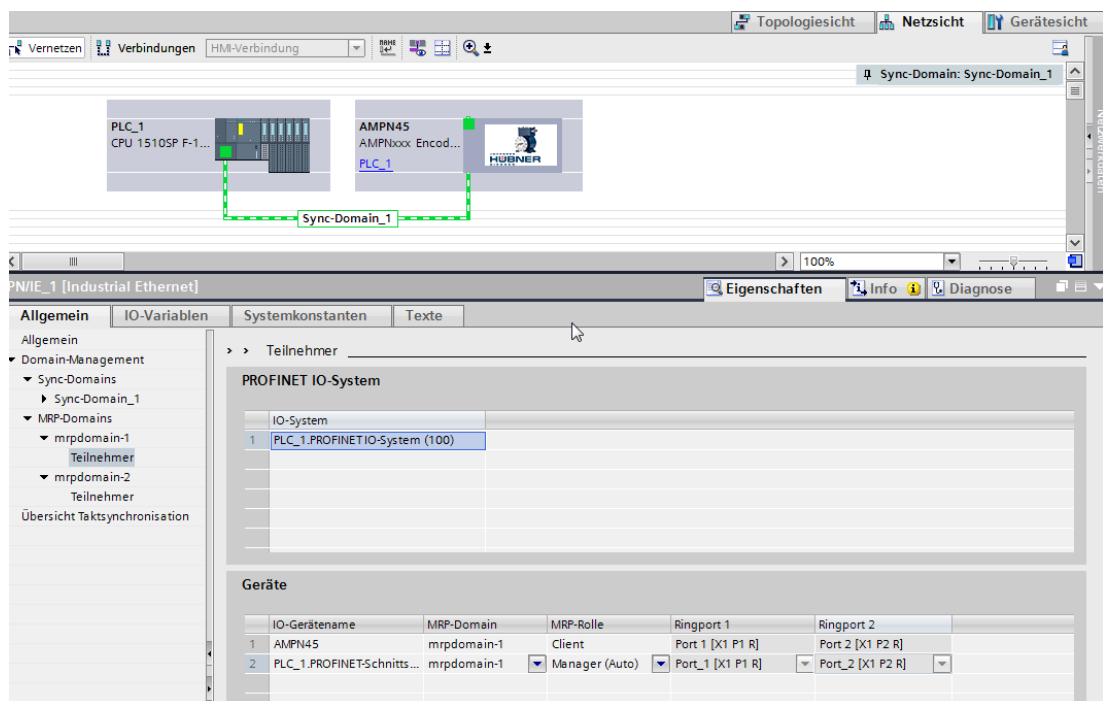 Topologiesicht Netzsicht Gerätesicht
Vernetzen Verbindungen HMI-Verbindung
Sync-Domain: Sync-Domain_1
PLC_1
CPU 1510SP F-1...
AMPN45
AMPNxxx Encod...
PLC_1
HÜBNER
Sync-Domain_1
100%
PN/IE_1 [Industrial Ethernet]
Eigenschaften Info Diagnose
Allgemein IO-Variablen Systemkonstanten Texte
Allgemein
Domain-Management
Sync-Domains
Sync-Domain_1
MRP-Domains
mrpdomain-1
Teilnehmer
mrpdomain-2
Teilnehmer
Übersicht Taktsynchronisation
> > Teilnehmer
PROFINET IO-System
IO-System
1 PLC_1.PROFINET IO-System (100)
Geräte
IO-Gerätename MRP-Domain MRP-Rolle Ringport 1 Ringport 2
1 AMPN45 mrpdomain-1 Client Port 1 [X1 P1 R] Port 2 [X1 P2 R]
2 PLC_1.PROFINET-Schnitts... mrpdomain-1 Manager (Auto) Port_1 [X1 P1 R] Port_2 [X1 P2 R]